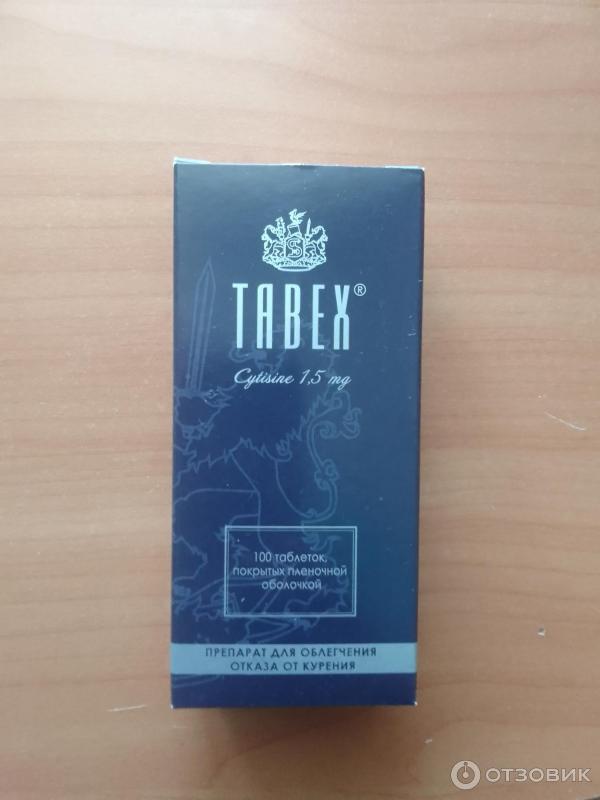 S
TABEX®
Cytisine 1,5 mg
100 таблеток,
покрытых пленочной
оболочкой
ПРЕПАРАТ ДЛЯ ОБЛЕГЧЕНИЯ
ОТКАЗА ОТ КУРЕНИЯ
ОТЗОВИК